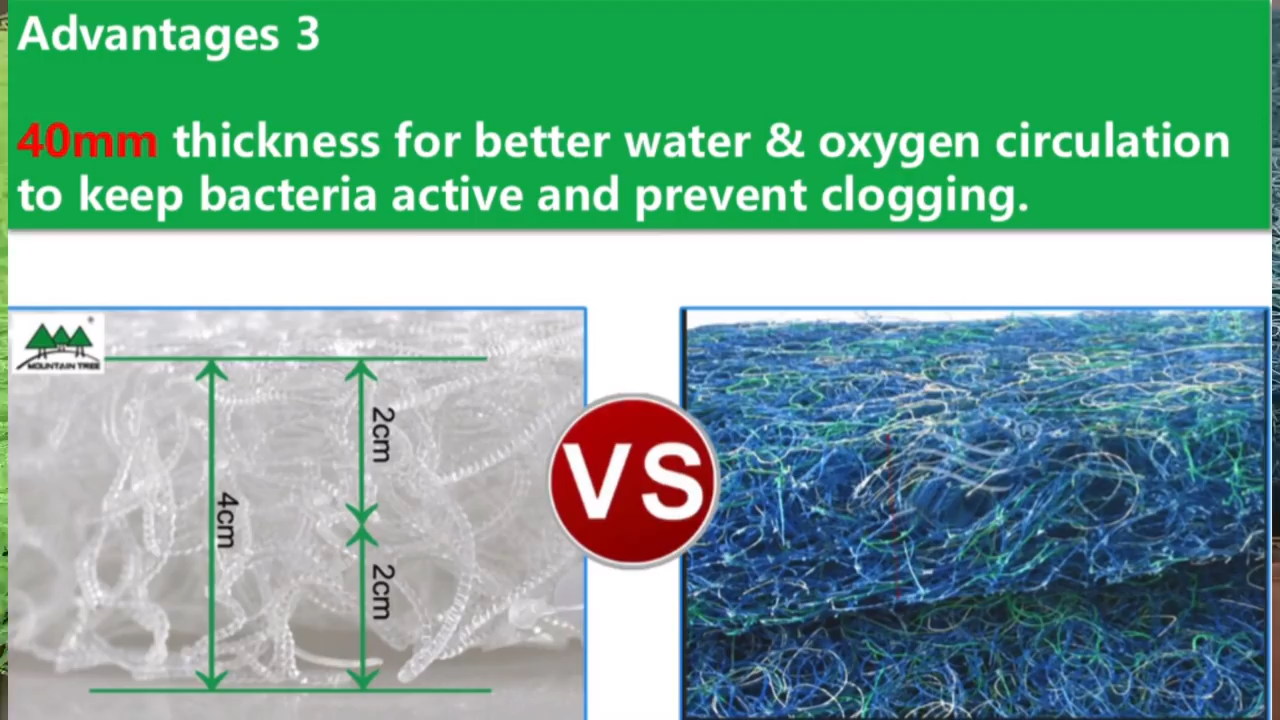 Advantages 3
40mm thickness for better water & oxygen circulation
to keep bacteria active and prevent clogging.
MOUNTAIN TREE
2cm
4cm
2cm
VS